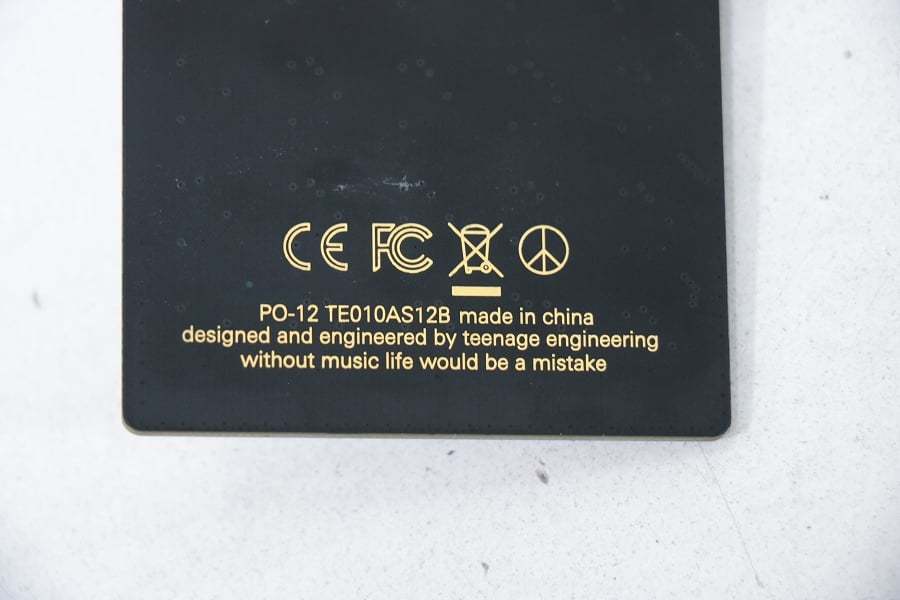 CE FC
PO-12 TE010AS12B made in china
designed and engineered by teenage engineering
without music life would be a mistake